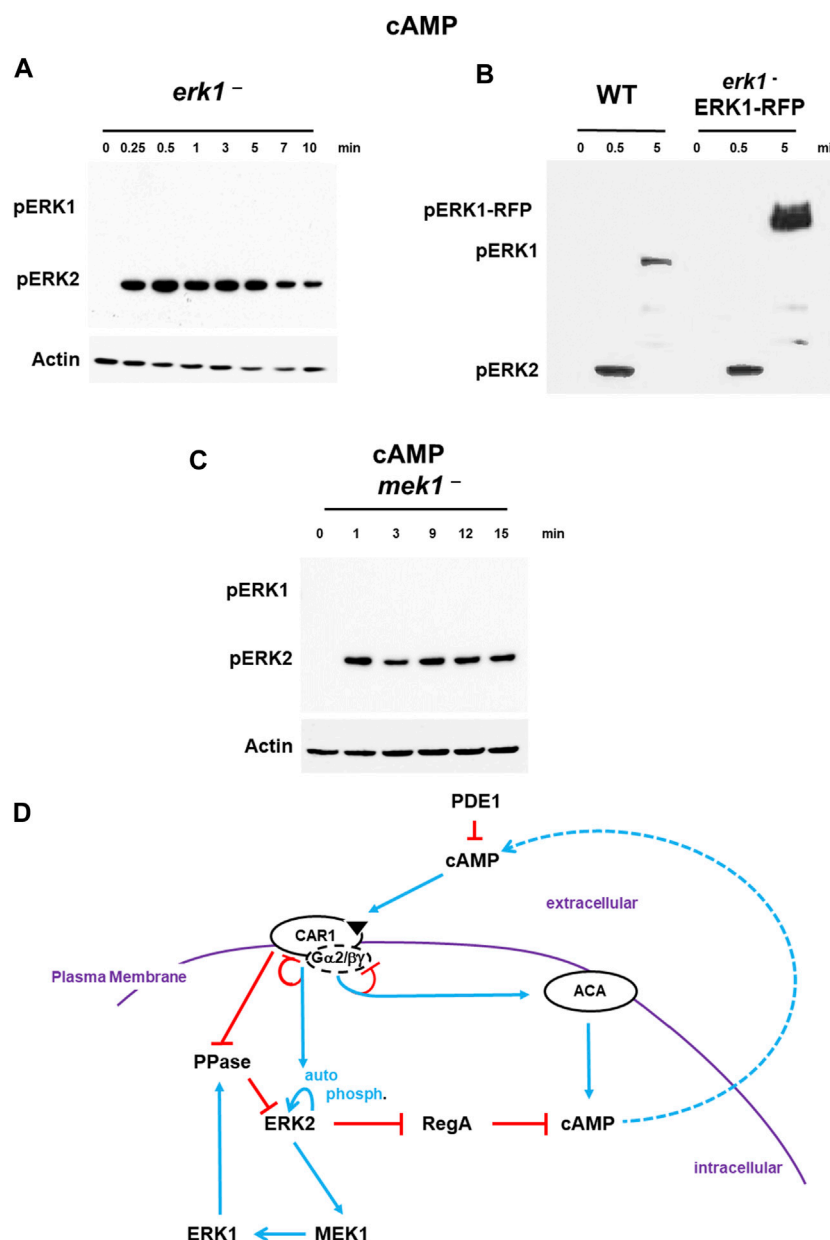 cAMP
A
erk1 –
0 0.25 0.5 1 3 5 7 10 min
pERK1
pERK2
Actin
B
WT
erk1 -
ERK1-RFP
0 0.5 5 0 0.5 5 mi
pERK1-RFP
pERK1
pERK2
C
cAMP
mek1 –
0 1 3 9 12 15 min
pERK1
pERK2
Actin
D
PDE1
cAMP
extracellular
CAR1
Gα2/βγ
Plasma Membrane
ACA
PPase
auto
phosph.
ERK2
RegA
cAMP
intracellular
ERK1
MEK1